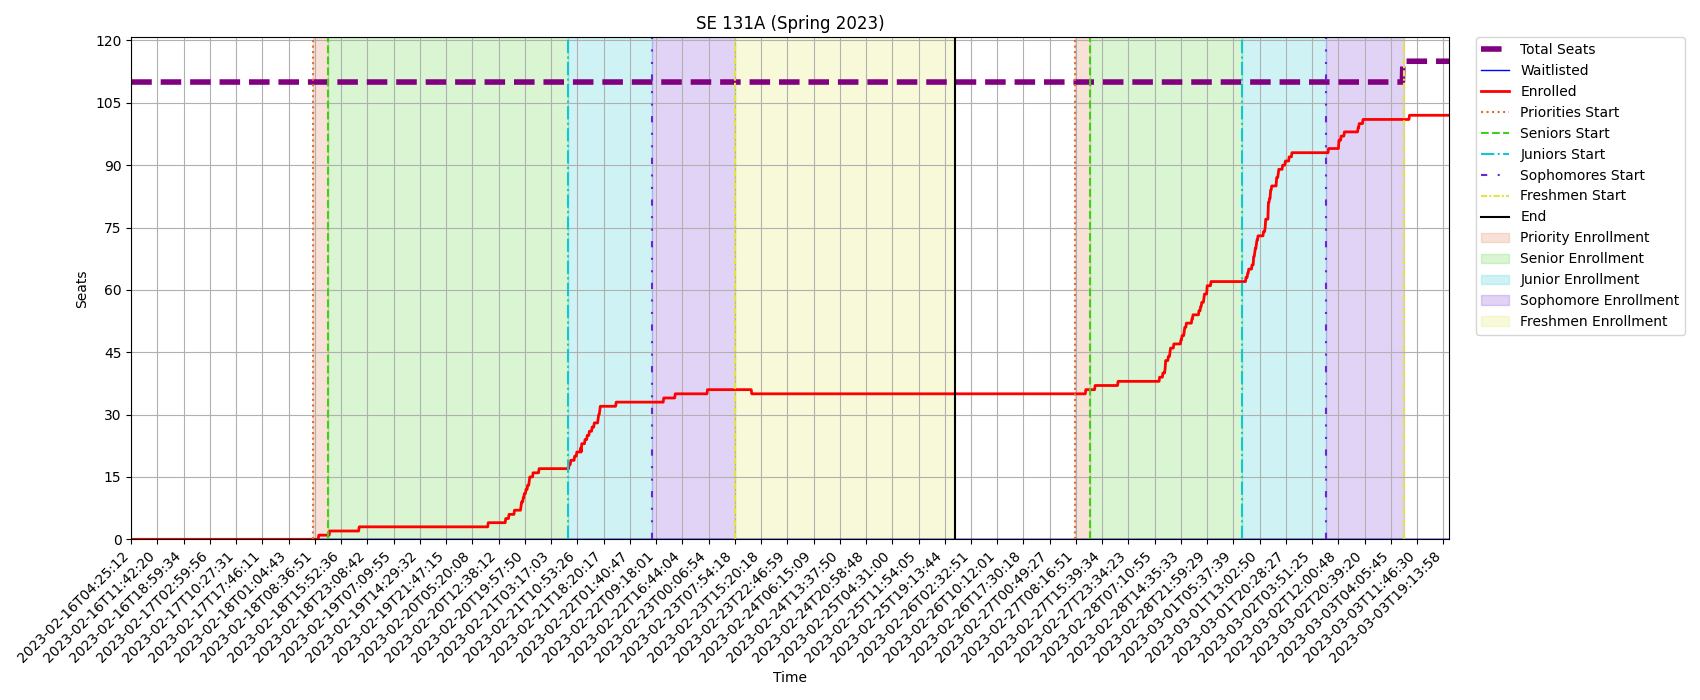 SE 131A (Spring 2023)
120
105
90
75
60
45
30
15
0
Seats
2023-02-16T04:25:12
2023-02-16T11:42:20
2023-02-16T18:59:34
2023-02-17T02:59:56
2023-02-17T10:27:31
2023-02-17T17:46:11
2023-02-18T01:04:43
2023-02-18T08:36:51
2023-02-18T15:52:36
2023-02-18T23:08:42
2023-02-19T07:09:55
2023-02-19T14:29:32
2023-02-19T21:47:15
2023-02-20T05:20:08
2023-02-20T12:38:12
2023-02-20T19:57:50
2023-02-21T03:17:03
2023-02-21T10:53:26
2023-02-21T18:20:17
2023-02-22T01:40:47
2023-02-22T09:18:01
2023-02-22T16:44:04
2023-02-23T00:06:54
2023-02-23T07:54:18
2023-02-23T15:20:18
2023-02-23T22:46:59
2023-02-24T06:15:09
2023-02-24T13:37:50
2023-02-24T20:58:48
2023-02-25T04:31:00
2023-02-25T11:54:05
2023-02-25T19:13:44
2023-02-26T02:32:51
2023-02-26T10:12:01
2023-02-26T17:30:18
2023-02-27T00:49:27
2023-02-27T08:16:51
2023-02-27T15:39:34
2023-02-27T23:34:23
2023-02-28T07:10:55
2023-02-28T14:35:33
2023-02-28T21:59:29
2023-03-01T05:37:39
2023-03-01T13:02:50
2023-03-01T20:28:27
2023-03-02T03:51:25
2023-03-02T12:00:48
2023-03-02T20:39:20
2023-03-03T04:05:45
2023-03-03T11:46:30
2023-03-03T19:13:58
Time
Total Seats
Waitlisted
Enrolled
Priorities Start
Seniors Start
Juniors Start
Sophomores Start
Freshmen Start
End
Priority Enrollment
Senior Enrollment
Junior Enrollment
Sophomore Enrollment
Freshmen Enrollment